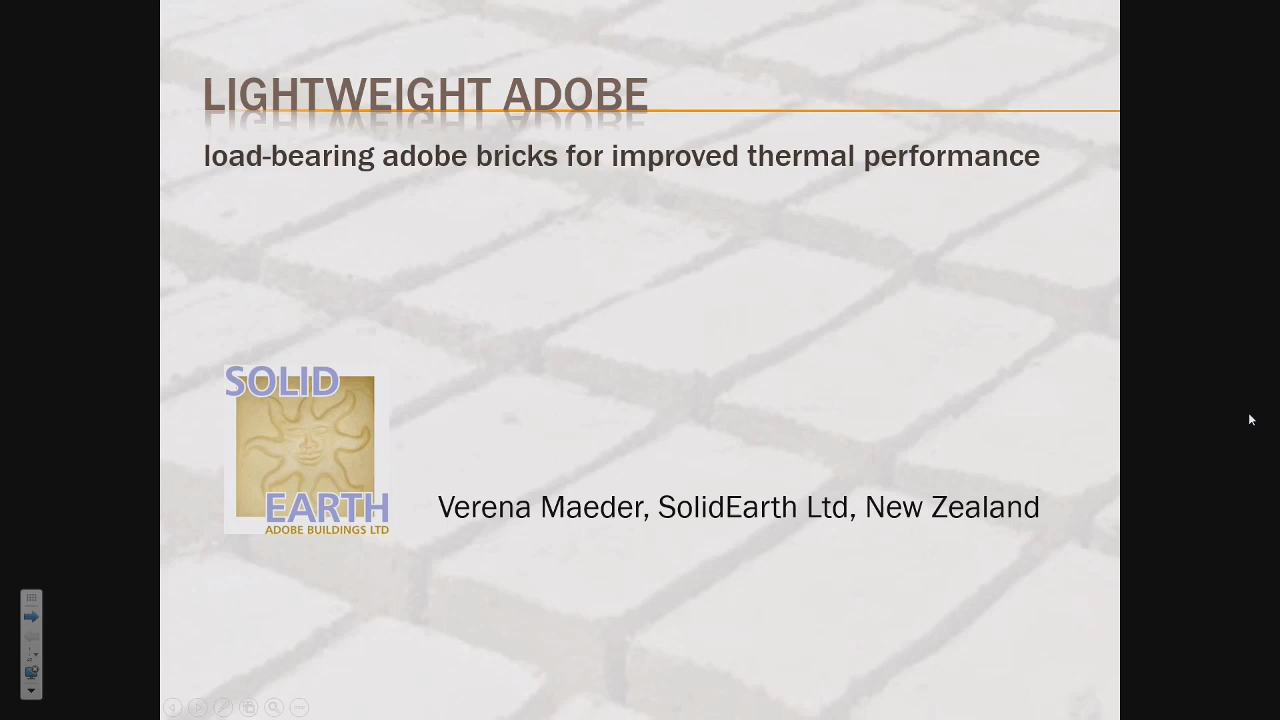 LIGHTWEIGHT ADOBE
load-bearing adobe bricks for improved thermal performance
SOLID
EARTH
ADOBE BUILDINGS LTD
Verena Maeder, SolidEarth Ltd, New Zealand